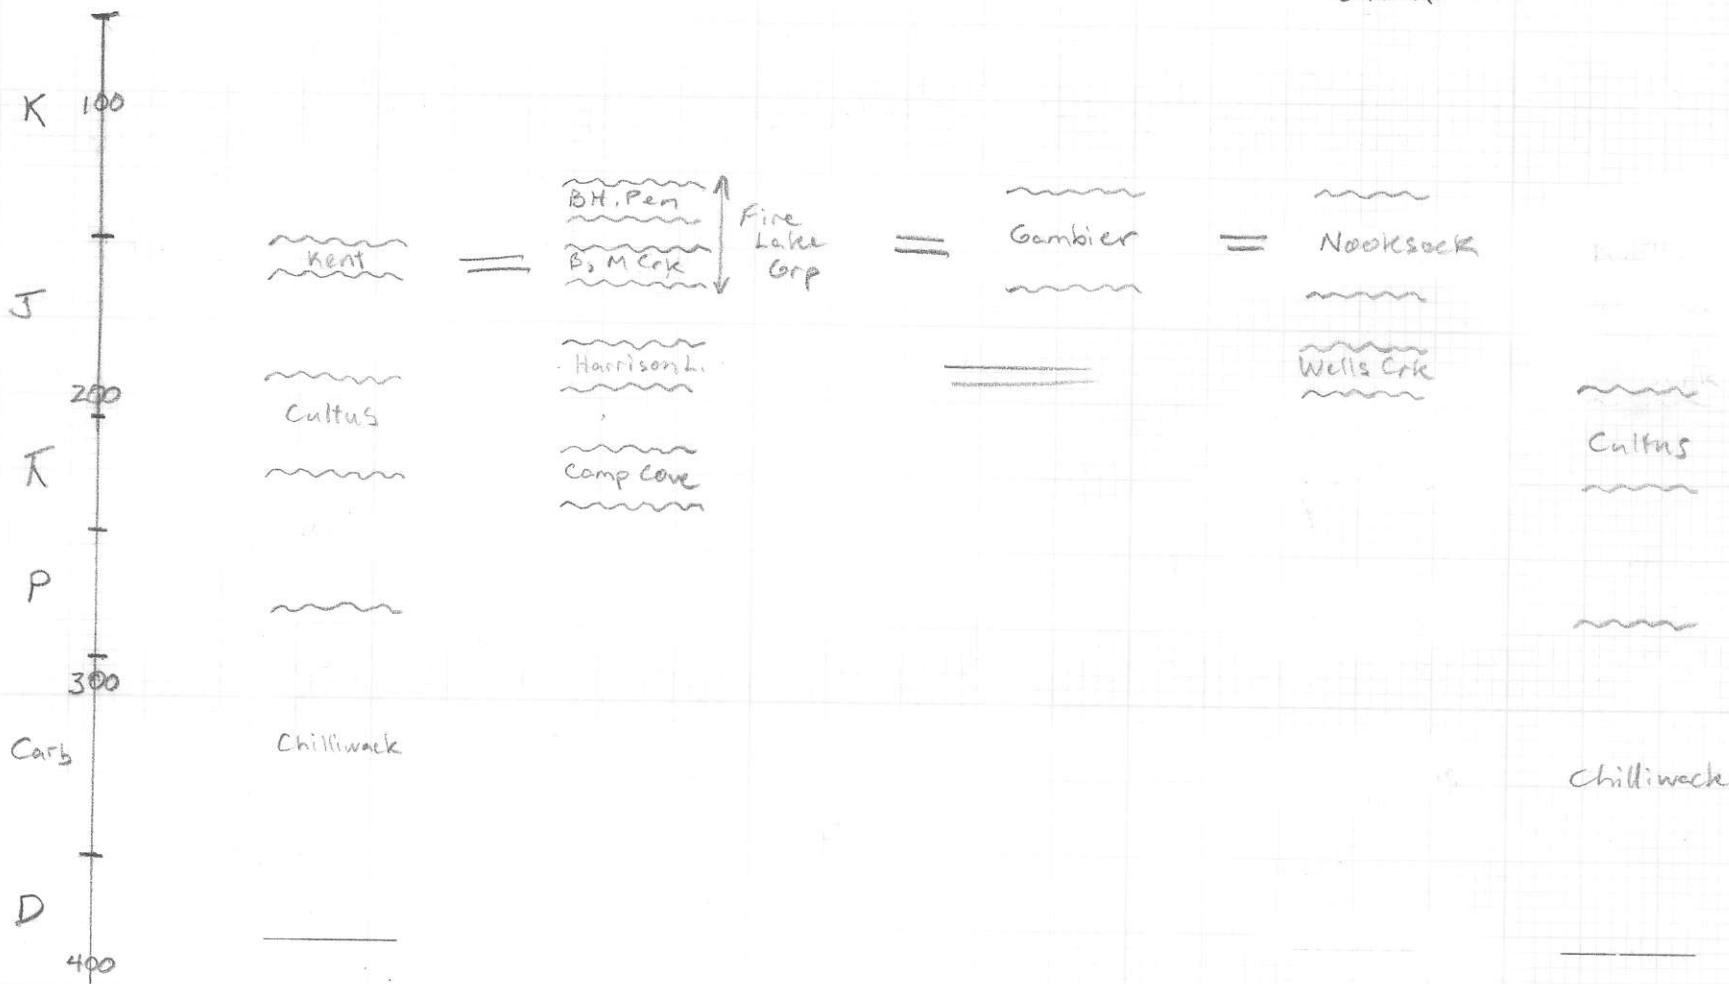 K
100
BH, Pen
Fire
Lake
Grp
Kent
=
B, M Crk
=
Gambier
=
Nooksack
J
Harrison L.
=
Wells Crk
200
Cultus
Cultus
T
Camp Cove
P
300
Carb
Chilliwack
Chilliwack
D
400